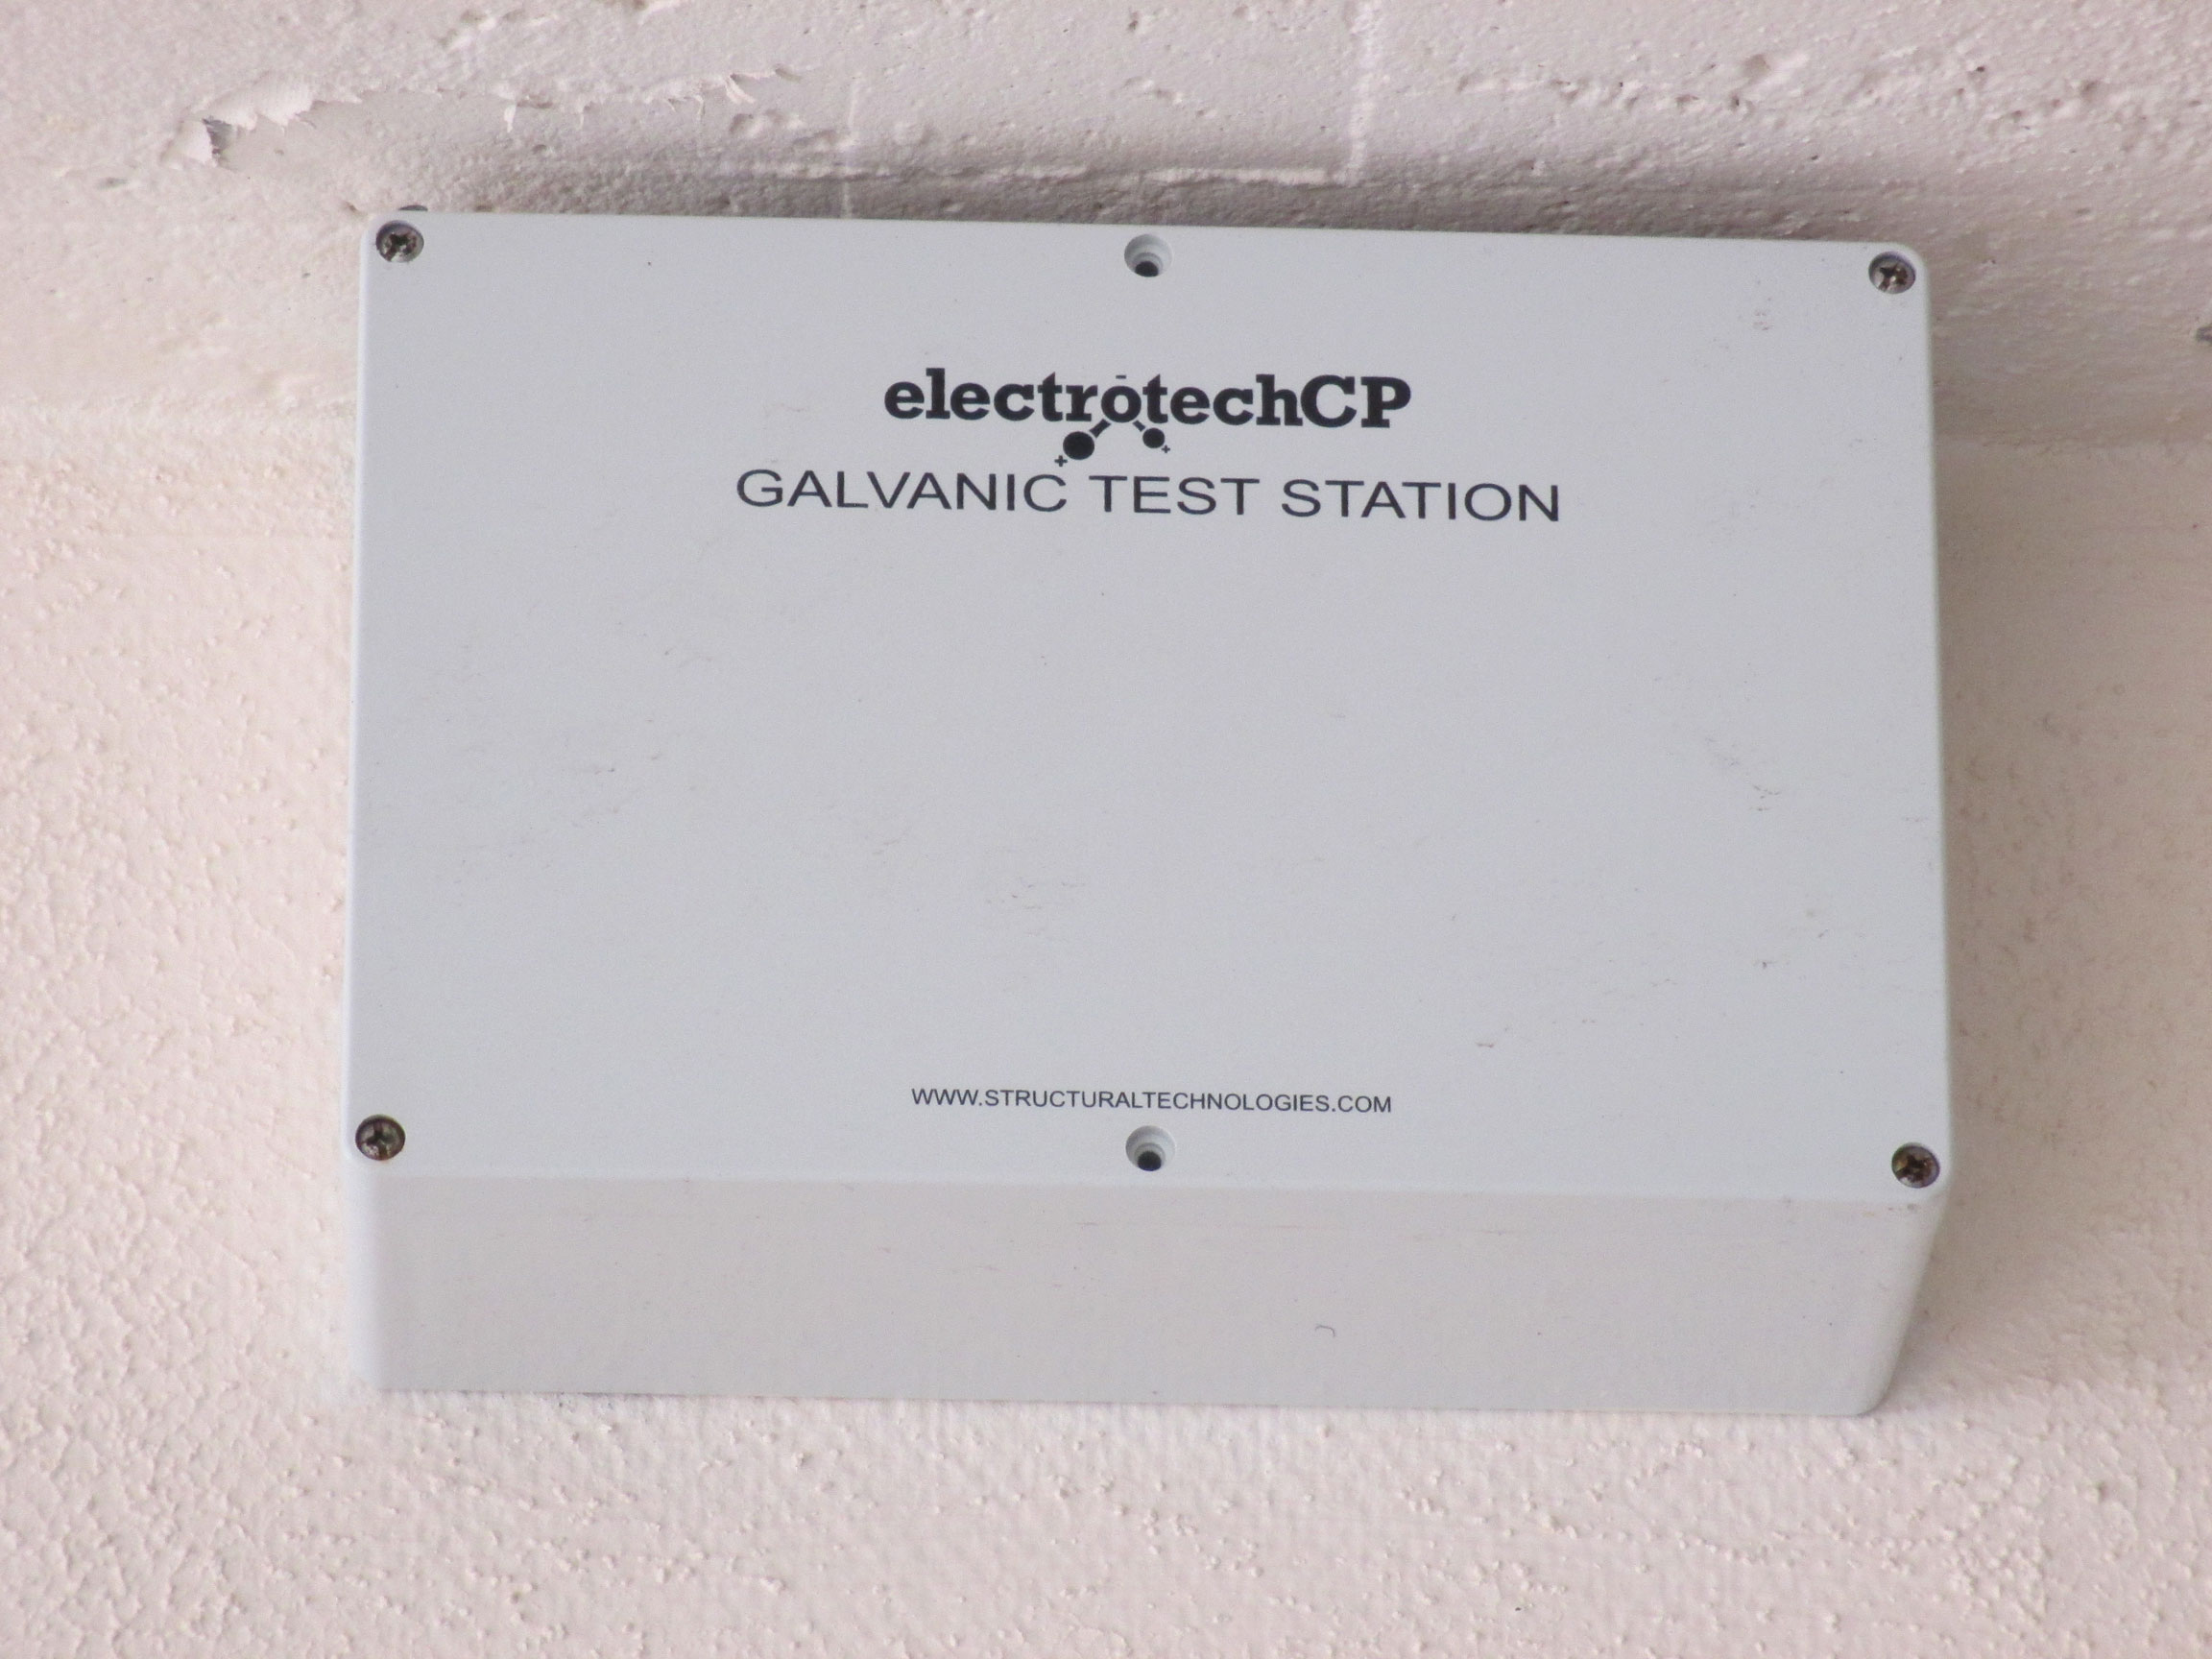 electrotechCP
GALVANIC TEST STATION
WWW.STRUCTURALTECHNOLOGIES.COM